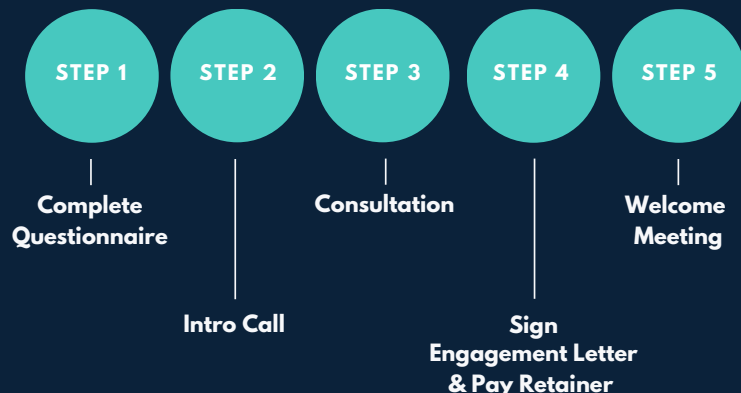 STEP 1
STEP 2
STEP 3
STEP 4
STEP 5
Complete
Questionnaire
Intro Call
Consultation
Sign
Engagement Letter
& Pay Retainer
Welcome
Meeting